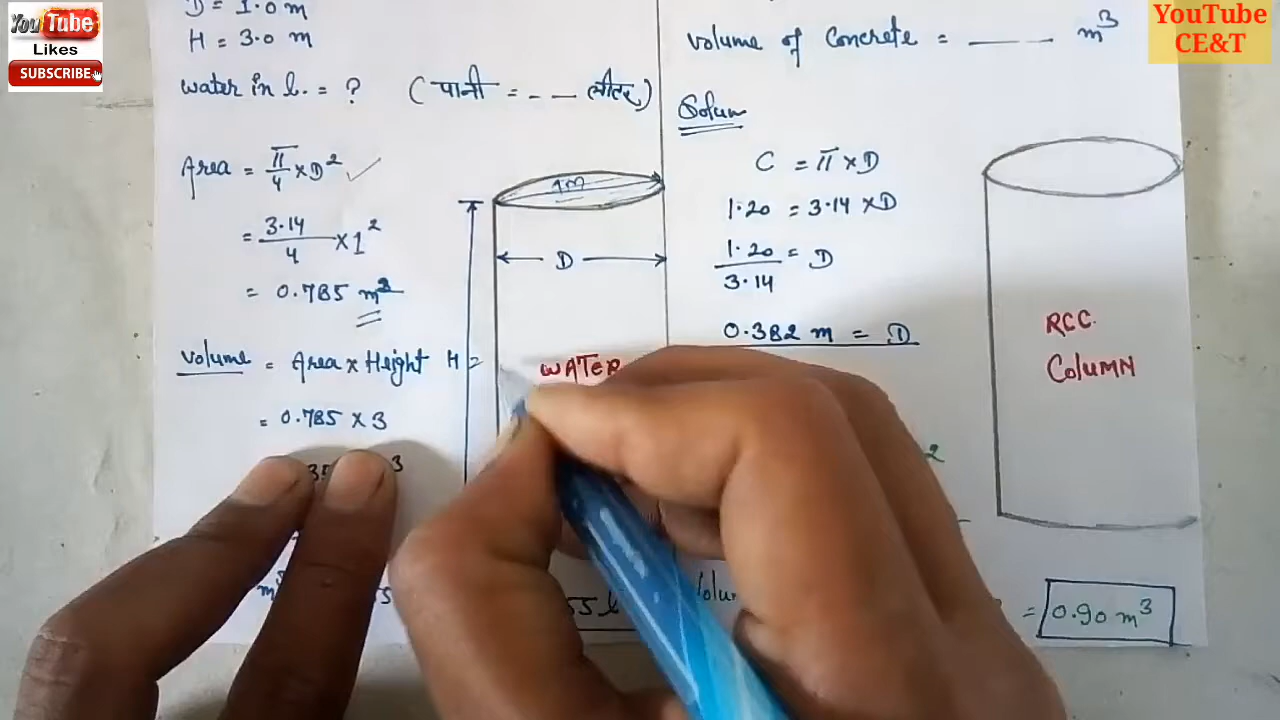 YouTube
Likes
SUBSCRIBE
YouTube
CE&T
D = 1.0 m
H = 3.0 m
water in l. = ? (पानी = - — लीटर)
Area = π/4 × D²
= 3.14/4 × 1²
= 0.785 m²
Volume = Area × Height
= 0.785 × 3
1m
D
H =
WATER
Volume of Concrete = — — m³
Solun
C = π × D
1.20 = 3.14 × D
1.20/3.14 = D
0.382 m = D
RCC
COLUMN
= 0.90 m³